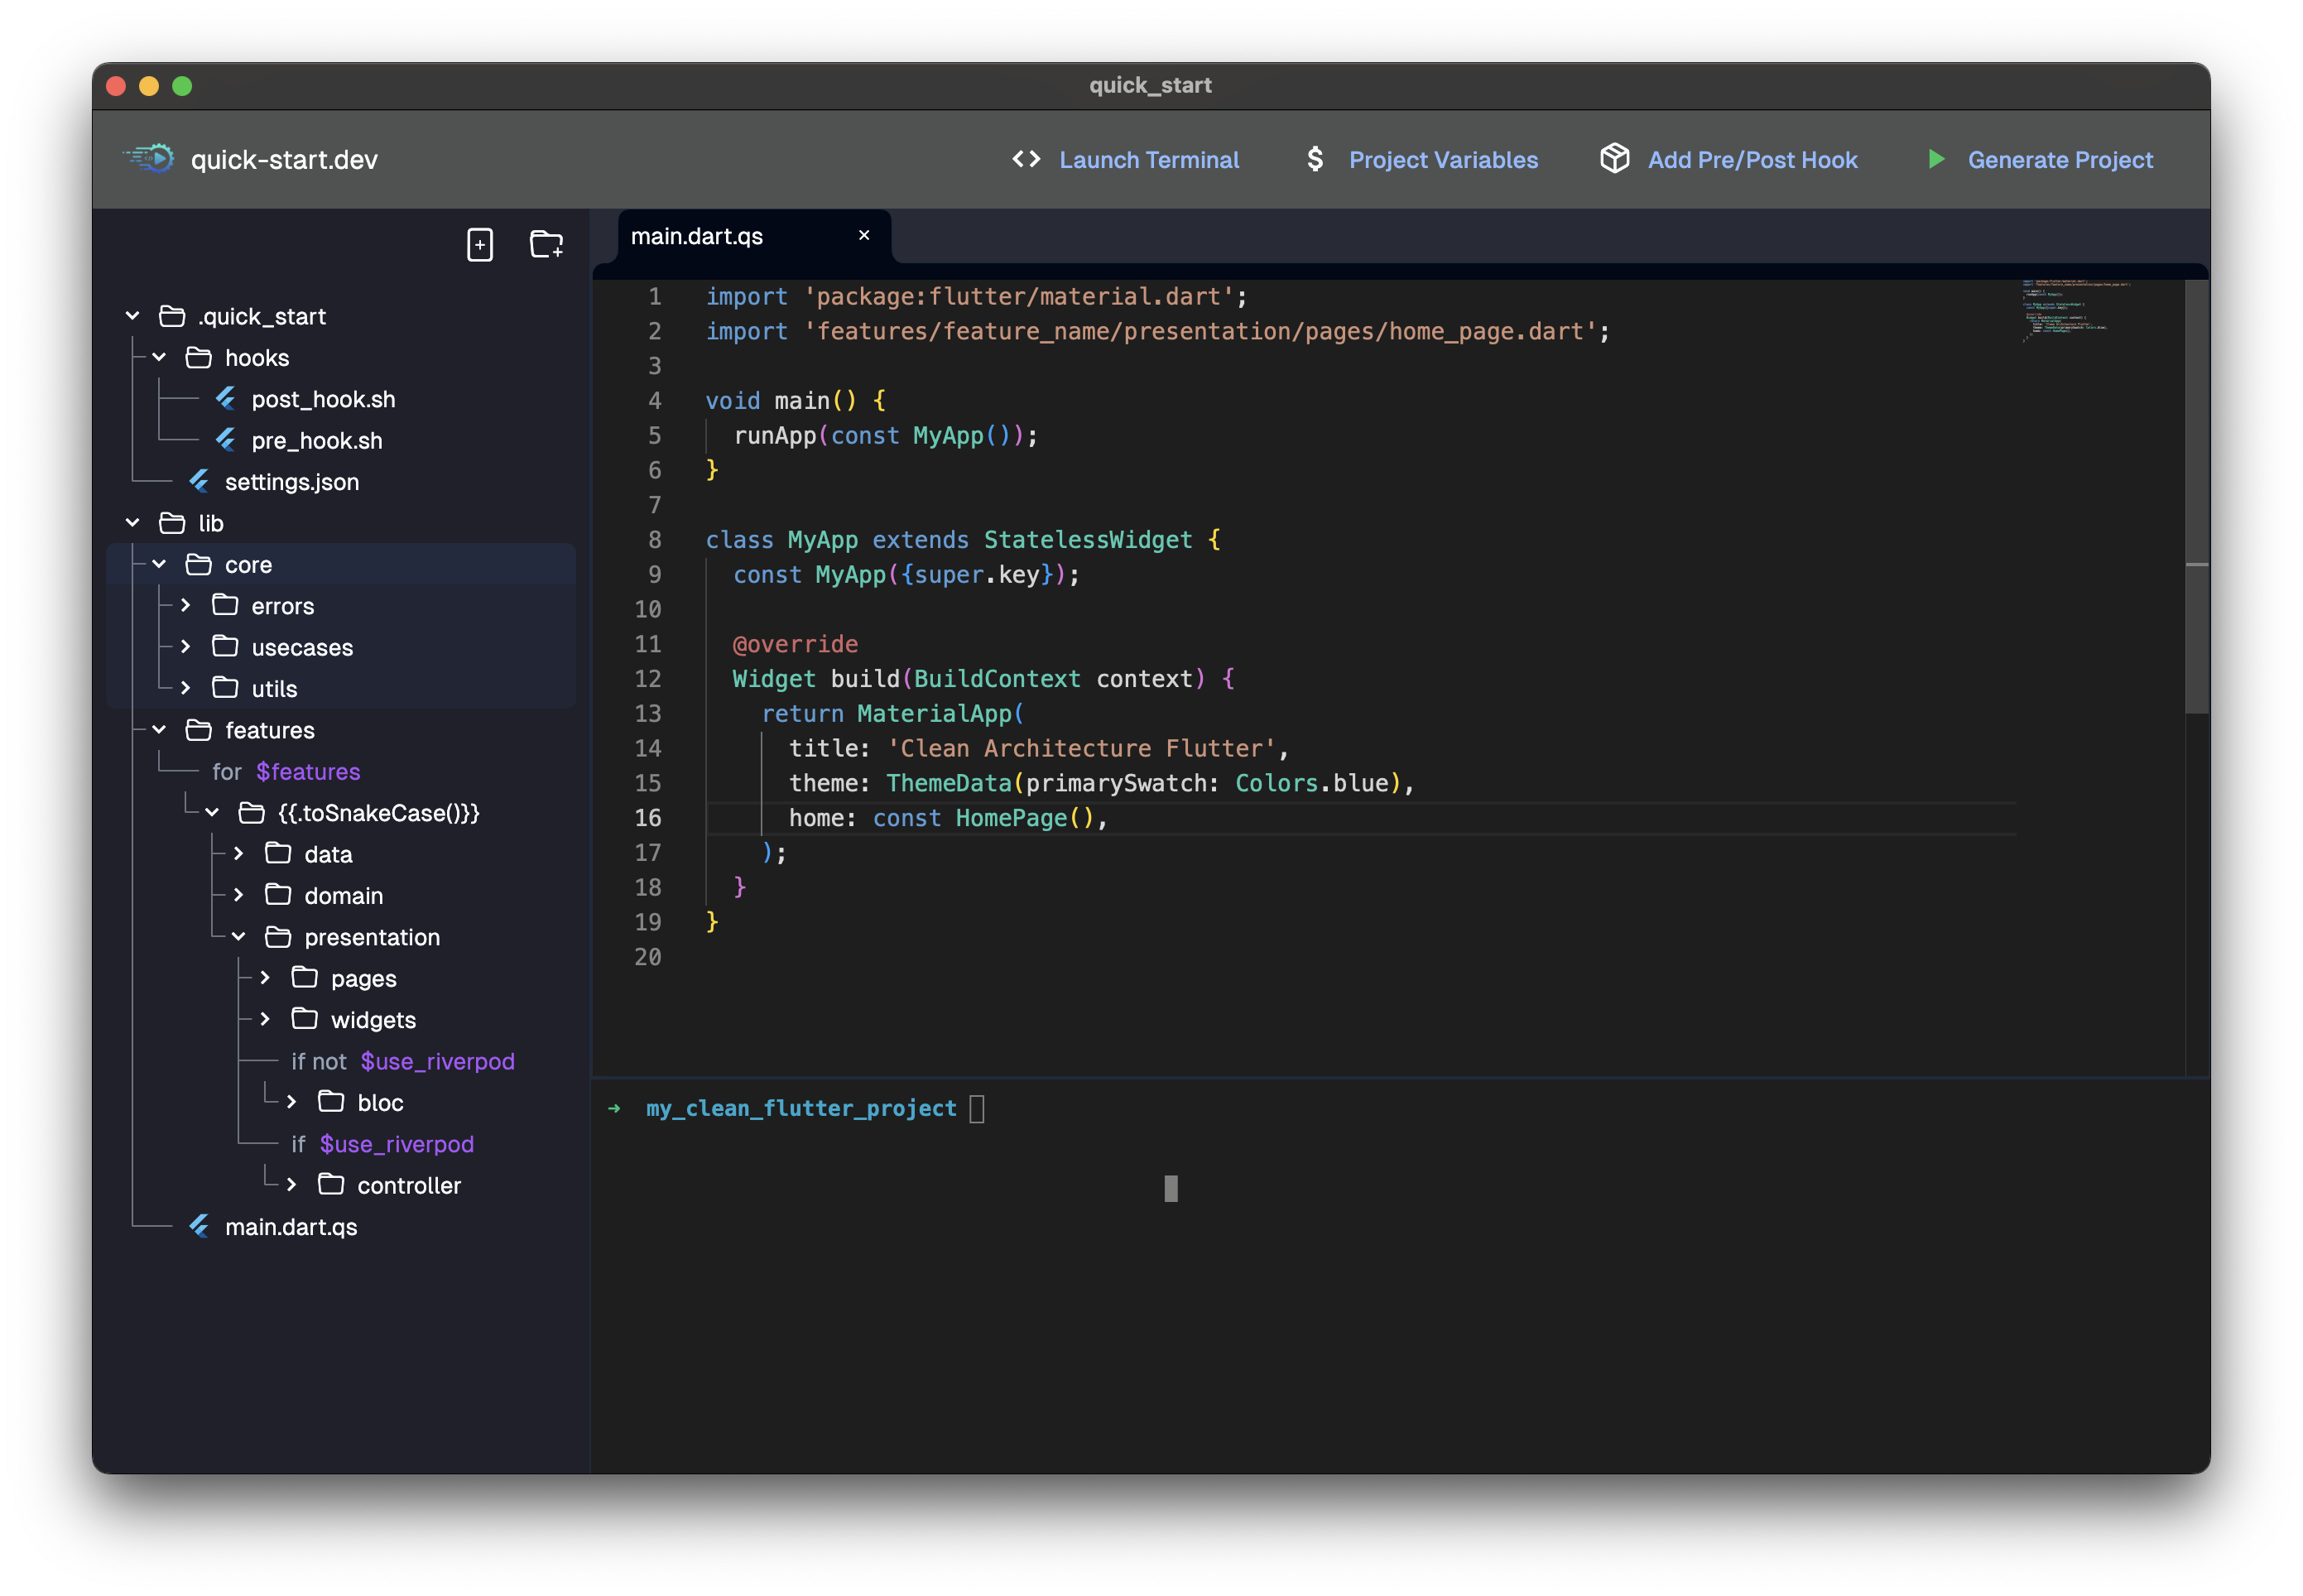 quick_start
quick-start.dev
<> Launch Terminal
$ Project Variables
Add Pre/Post Hook
Generate Project
.quick_start
hooks
post_hook.sh
pre_hook.sh
settings.json
lib
core
errors
usecases
utils
features
for $features
{{.toSnakeCase()}}
data
domain
presentation
pages
widgets
if not $use_riverpod
bloc
if $use_riverpod
controller
main.dart.qs
main.dart.qs ×
1 import 'package:flutter/material.dart';
2 import 'features/feature_name/presentation/pages/home_page.dart';
3
4 void main() {
5   runApp(const MyApp());
6 }
7
8 class MyApp extends StatelessWidget {
9   const MyApp({super.key});
10
11   @override
12   Widget build(BuildContext context) {
13     return MaterialApp(
14       title: 'Clean Architecture Flutter',
15       theme: ThemeData(primarySwatch: Colors.blue),
16       home: const HomePage(),
17     );
18   }
19 }
20
→ my_clean_flutter_project